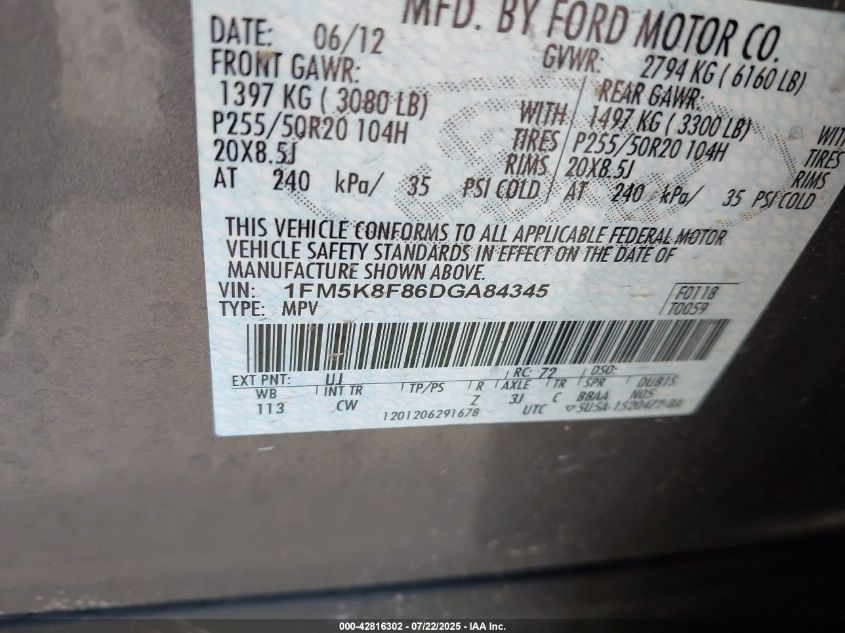 MFD. BY FORD MOTOR CO.
DATE: 06/12 GVWR: 2794 KG ( 6160 LB)
FRONT GAWR: REAR GAWR:
1397 KG ( 3080 LB) WITH 1497 KG ( 3300 LB) WITH
P255/50R20 104H TIRES P255/50R20 104H TIRES
20X8.5J RIMS 20X8.5J RIMS
AT 240 kPa/ 35 PSI COLD AT 240 kPa/ 35 PSI COLD
THIS VEHICLE CONFORMS TO ALL APPLICABLE FEDERAL MOTOR
VEHICLE SAFETY STANDARDS IN EFFECT ON THE DATE OF
MANUFACTURE SHOWN ABOVE.
VIN: 1FM5K8F86DGA84345 F0118
TYPE: MPV T0059
EXT PNT: UJ RC: 72 DSO:
WB INT TR TP/PS R AXLE TR SPR
113 CW Z 3J C BBAA
1201206291678 UTC
000-42816302 - 07/22/2025 - IAA Inc.